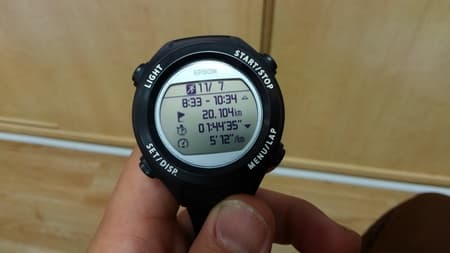 LIGHT
START/STOP
EPSON
11/ 7
8:33 - 10:34
20.104km
01:44'35"
5'12"/km
SET/DISP.
MENU/LAP